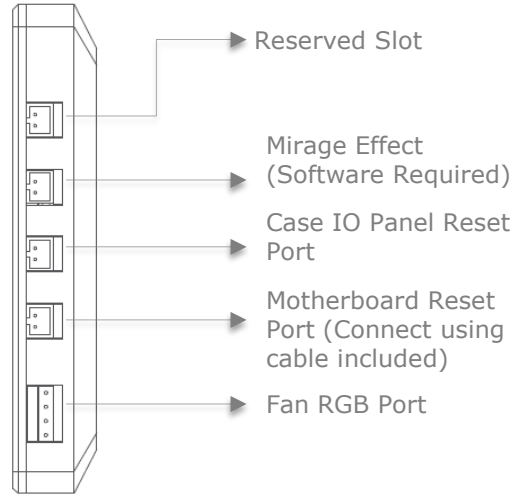 Reserved Slot
Mirage Effect
(Software Required)
Case IO Panel Reset
Port
Motherboard Reset
Port (Connect using
cable included)
Fan RGB Port